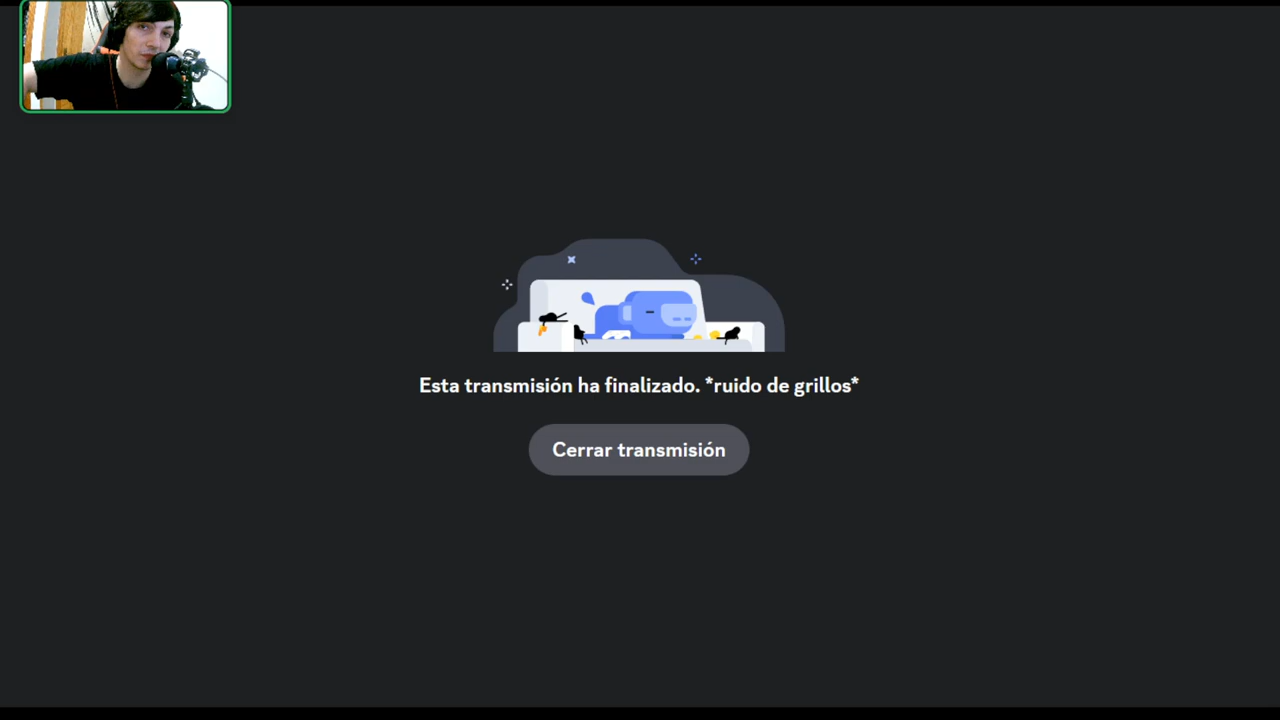 Esta transmisión ha finalizado. *ruido de grillos*
Cerrar transmisión